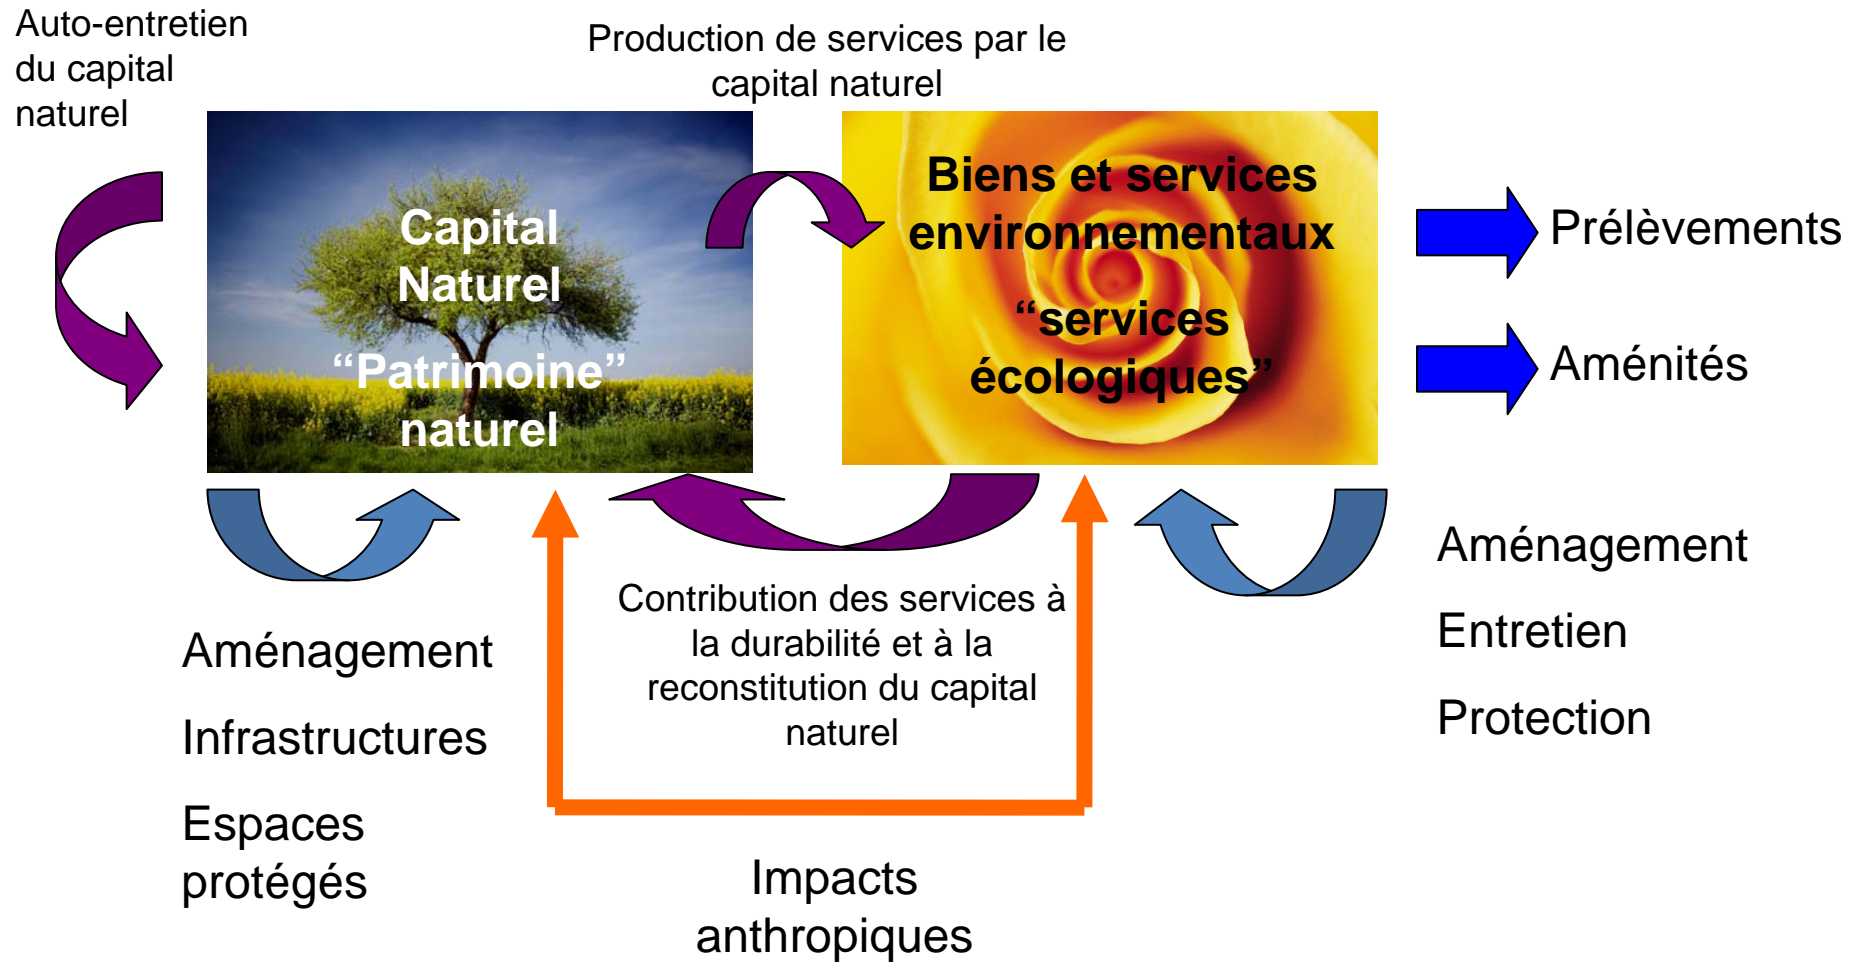 Auto-entretien
du capital
naturel
Production de services par le
capital naturel
Capital
Naturel
“Patrimoine”
naturel
Biens et services
environnementaux
“services
écologiques”
Prélèvements
Aménités
Aménagement
Infrastructures
Espaces
protégés
Contribution des services à
la durabilité et à la
reconstitution du capital
naturel
Impacts
anthropiques
Aménagement
Entretien
Protection